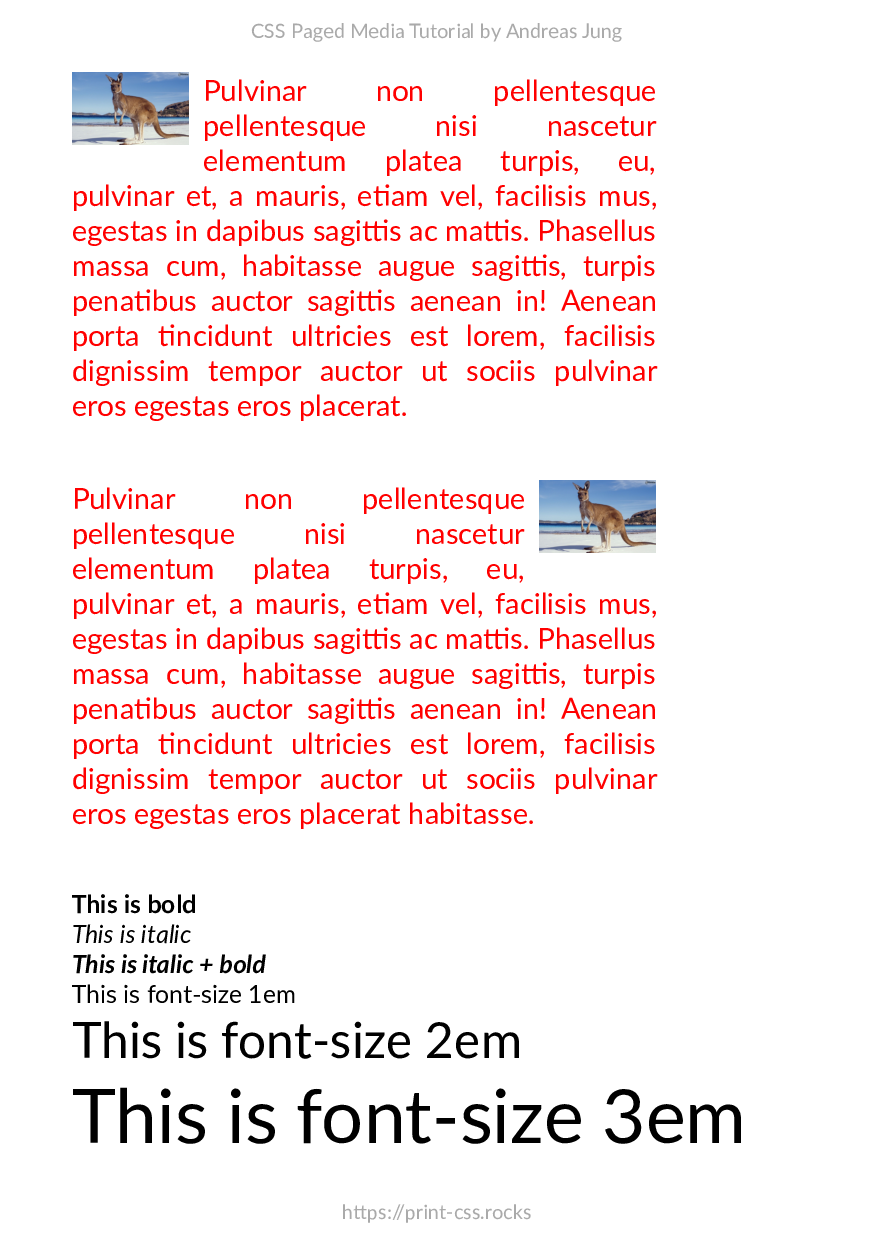 CSS Paged Media Tutorial by Andreas Jung
Pulvinar non pellentesque
pellentesque nisi nascetur
elementum platea turpis, eu,
pulvinar et, a mauris, etiam vel, facilisis mus,
egestas in dapibus sagittis ac mattis. Phasellus
massa cum, habitasse augue sagittis, turpis
penatibus auctor sagittis aenean in! Aenean
porta tincidunt ultricies est lorem, facilisis
dignissim tempor auctor ut sociis pulvinar
eros egestas eros placerat.
Pulvinar non pellentesque
pellentesque nisi nascetur
elementum platea turpis, eu,
pulvinar et, a mauris, etiam vel, facilisis mus,
egestas in dapibus sagittis ac mattis. Phasellus
massa cum, habitasse augue sagittis, turpis
penatibus auctor sagittis aenean in! Aenean
porta tincidunt ultricies est lorem, facilisis
dignissim tempor auctor ut sociis pulvinar
eros egestas eros placerat habitasse.
This is bold
This is italic
This is italic + bold
This is font-size 1em
This is font-size 2em
This is font-size 3em
https://print-css.rocks